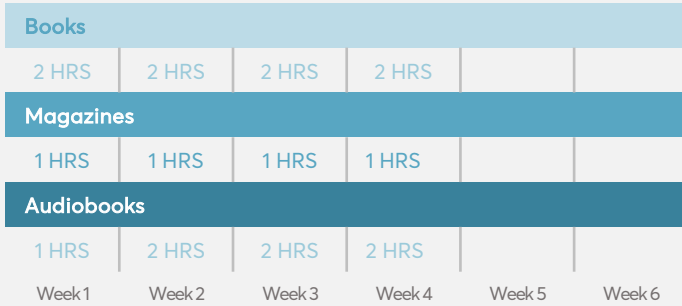 Books
2 HRS 2 HRS 2 HRS 2 HRS
Magazines
1 HRS 1 HRS 1 HRS 1 HRS
Audiobooks
1 HRS 2 HRS 2 HRS 2 HRS
Week 1 Week 2 Week 3 Week 4 Week 5 Week 6